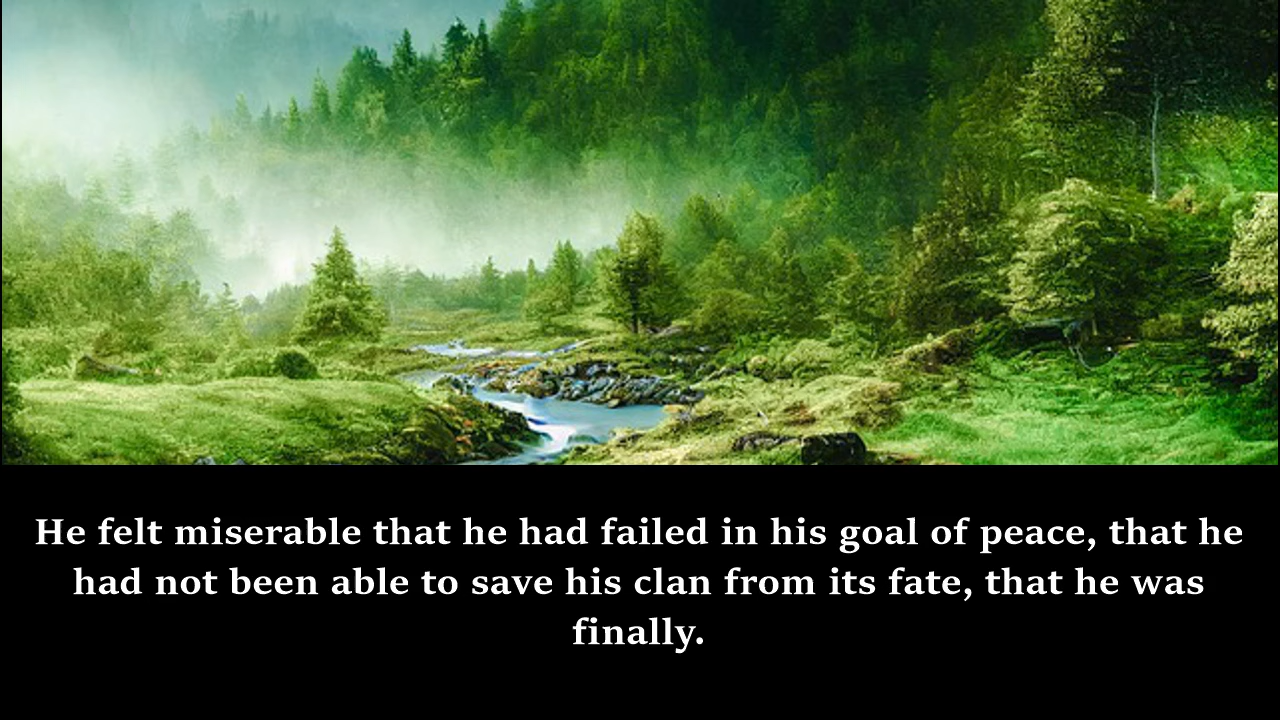 He felt miserable that he had failed in his goal of peace, that he
had not been able to save his clan from its fate, that he was
finally.